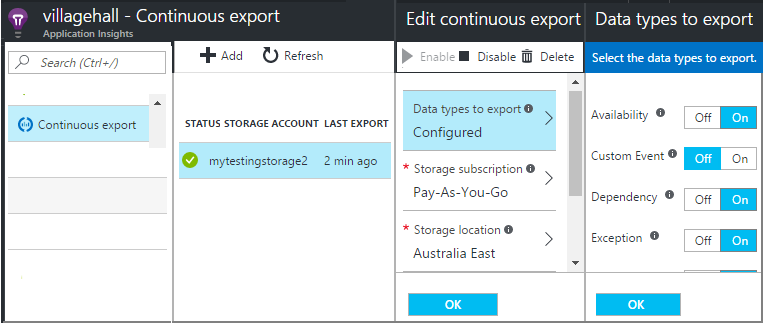 villagehall - Continuous export
Application Insights
Search (Ctrl+/)
Continuous export
Add
Refresh
STATUS STORAGE ACCOUNT LAST EXPORT
mytestingstorage2 2 min ago
Edit continuous export
Enable Disable Delete
Data types to export
Configured
* Storage subscription
Pay-As-You-Go
* Storage location
Australia East
OK
Data types to export
Select the data types to export.
Availability Off On
Custom Event Off On
Dependency Off On
Exception Off On
OK